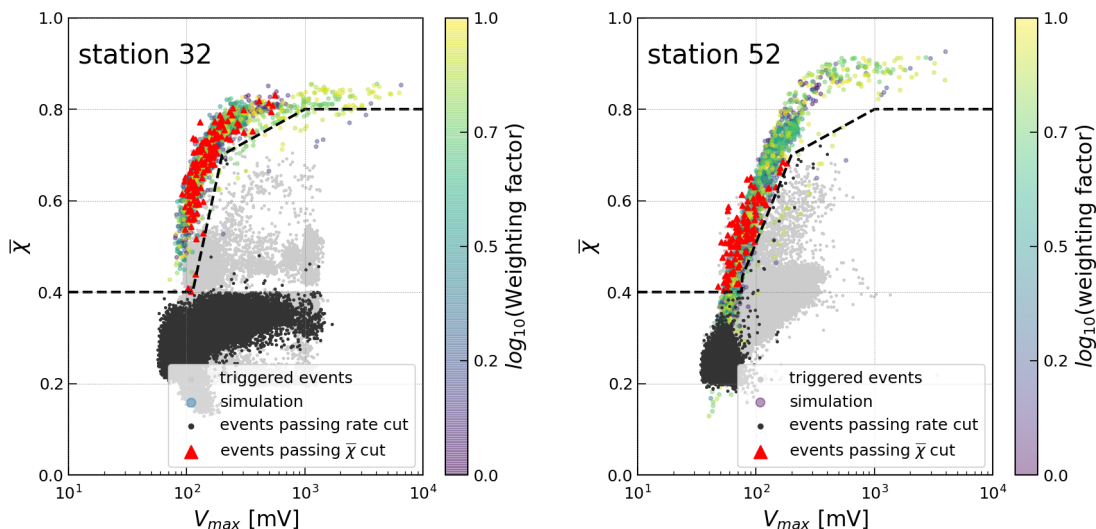 station 32
1.0
0.8
0.6
0.4
0.2
0.0
χ̅
10¹
10²
10³
10⁴
V_max [mV]
triggered events
simulation
events passing rate cut
events passing χ̅ cut
1.0
0.7
0.5
0.2
0.0
log₁₀(Weighting factor)
station 52
1.0
0.8
0.6
0.4
0.2
0.0
χ̅
10¹
10²
10³
10⁴
V_max [mV]
triggered events
simulation
events passing rate cut
events passing χ̅ cut
1.0
0.7
0.5
0.2
0.0
log₁₀(weighting factor)